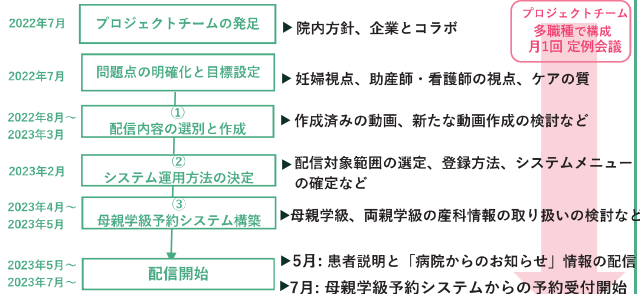 プロジェクトチーム
多職種で構成
月1回 定例会議
2022年7月
プロジェクトチームの発足
▶院内方針、企業とコラボ
2022年7月
問題点の明確化と目標設定
▶妊婦視点、助産師・看護師の視点、ケアの質
2022年8月〜
2023年3月
①
配信内容の選別と作成
▶作成済みの動画、新たな動画作成の検討など
2023年2月
②
システム運用方法の決定
▶配信対象範囲の選定、登録方法、システムメニュー
の確定など
2023年4月〜
2023年5月
③
母親学級予約システム構築
▶母親学級、両親学級の産科情報の取り扱いの検討など
2023年5月〜
2023年7月〜
配信開始
▶5月: 患者説明と「病院からのお知らせ」情報の配信
▶7月: 母親学級予約システムからの予約受付開始